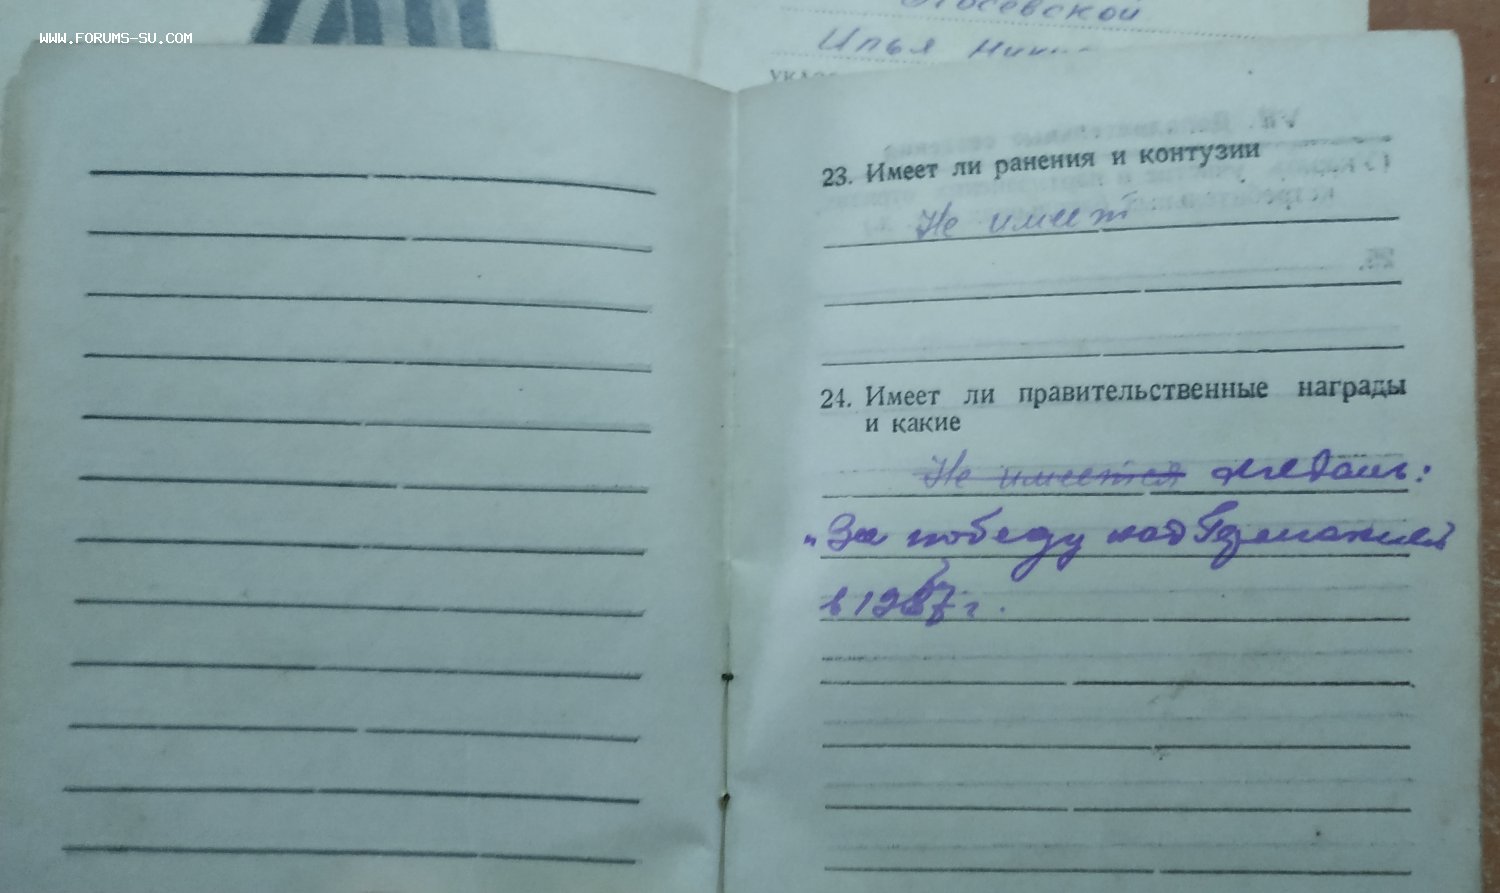 WWW.FORUMS-SU.COM
Илья
23. Имеет ли ранения и контузии
Не имеет
24. Имеет ли правительственные награды
и какие
Не имеется медаль:
"За победу над Германией
в 19 г.